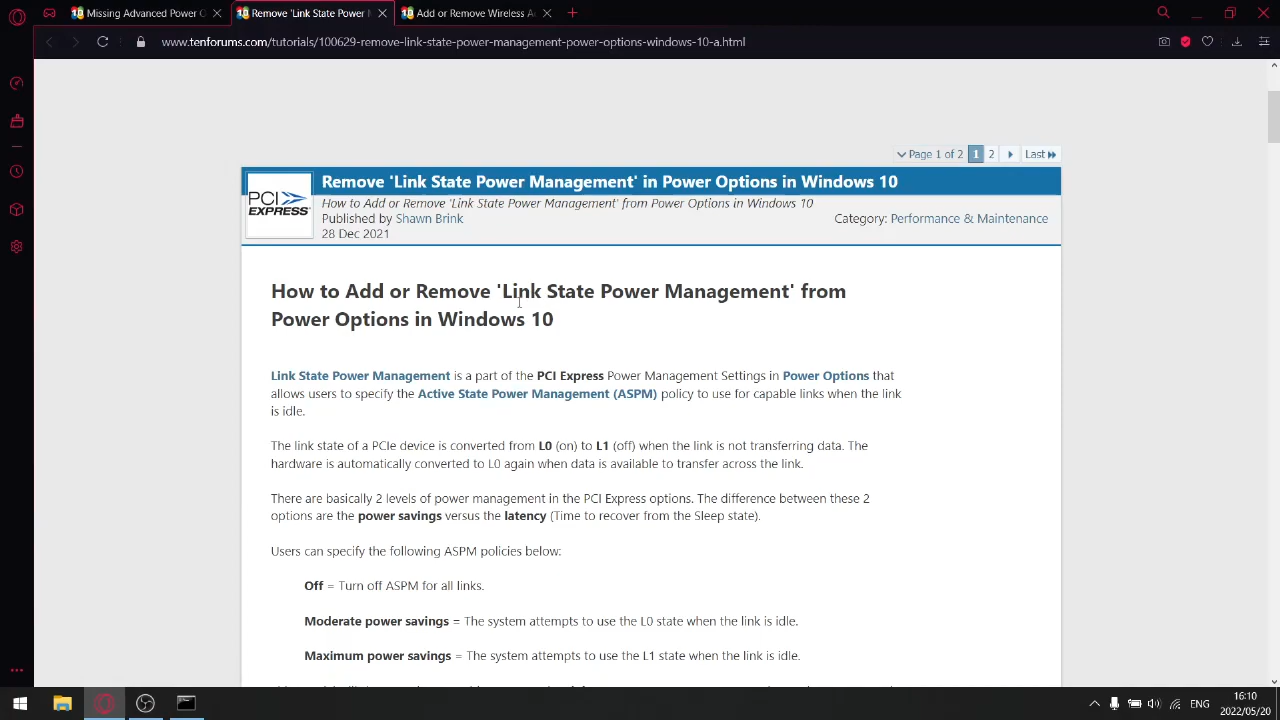 Missing Advanced Power O
Remove 'Link State Power M
Add or Remove Wireless Ad
www.tenforums.com/tutorials/100629-remove-link-state-power-management-power-options-windows-10-a.html
Page 1 of 2 1 2 Last
PCI EXPRESS
Remove 'Link State Power Management' in Power Options in Windows 10
How to Add or Remove 'Link State Power Management' from Power Options in Windows 10
Published by Shawn Brink
Category: Performance & Maintenance
28 Dec 2021
How to Add or Remove 'Link State Power Management' from
Power Options in Windows 10
Link State Power Management is a part of the PCI Express Power Management Settings in Power Options that
allows users to specify the Active State Power Management (ASPM) policy to use for capable links when the link
is idle.
The link state of a PCIe device is converted from L0 (on) to L1 (off) when the link is not transferring data. The
hardware is automatically converted to L0 again when data is available to transfer across the link.
There are basically 2 levels of power management in the PCI Express options. The difference between these 2
options are the power savings versus the latency (Time to recover from the Sleep state).
Users can specify the following ASPM policies below:
Off = Turn off ASPM for all links.
Moderate power savings = The system attempts to use the L0 state when the link is idle.
Maximum power savings = The system attempts to use the L1 state when the link is idle.
ENG
16:10
2022/05/20